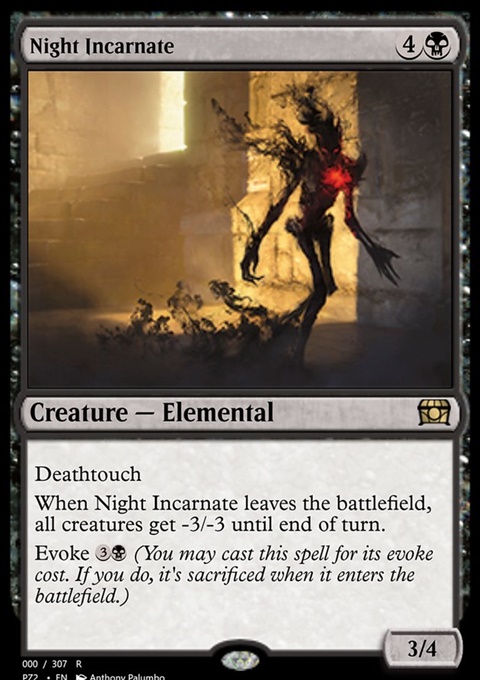 Night Incarnate 4
Creature — Elemental
Deathtouch
When Night Incarnate leaves the battlefield,
all creatures get -3/-3 until end of turn.
Evoke 3 (You may cast this spell for its evoke
cost. If you do, it's sacrificed when it enters the
battlefield.)
3/4
000 / 307 R
PZ2 • EN Anthony Palumbo